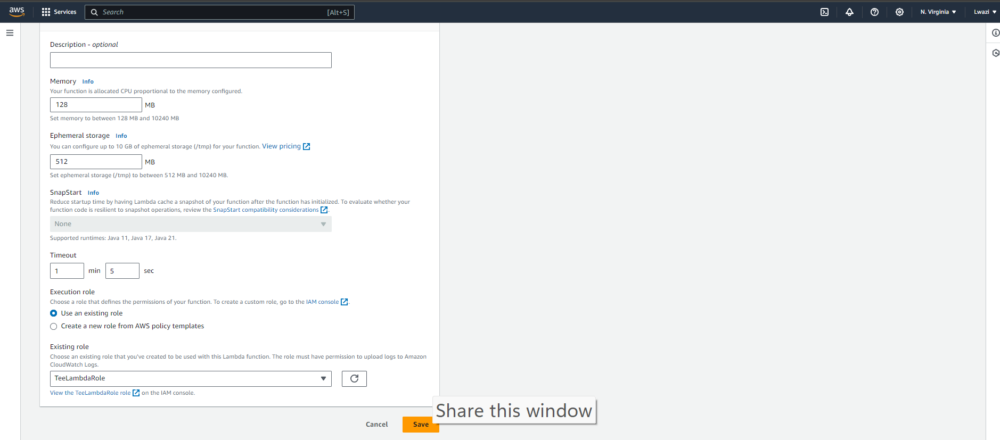 aws
Services
Search
[Alt+S]
N. Virginia
Lwazi
Description - optional
Memory Info
Your function is allocated CPU proportional to the memory configured.
128 MB
Set memory to between 128 MB and 10240 MB
Ephemeral storage Info
You can configure up to 10 GB of ephemeral storage (/tmp) for your function. View pricing
512 MB
Set ephemeral storage (/tmp) to between 512 MB and 10240 MB.
SnapStart Info
Reduce startup time by having Lambda cache a snapshot of your function after the function has initialized. To evaluate whether your
function code is resilient to snapshot operations, review the SnapStart compatibility considerations.
None
Supported runtimes: Java 11, Java 17, Java 21.
Timeout
1 min 5 sec
Execution role
Choose a role that defines the permissions of your function. To create a custom role, go to the IAM console.
Use an existing role
Create a new role from AWS policy templates
Existing role
Choose an existing role that you've created to be used with this Lambda function. The role must have permission to upload logs to Amazon
CloudWatch Logs.
TeeLambdaRole
View the TeeLambdaRole role on the IAM console.
Share this window
Cancel
Save